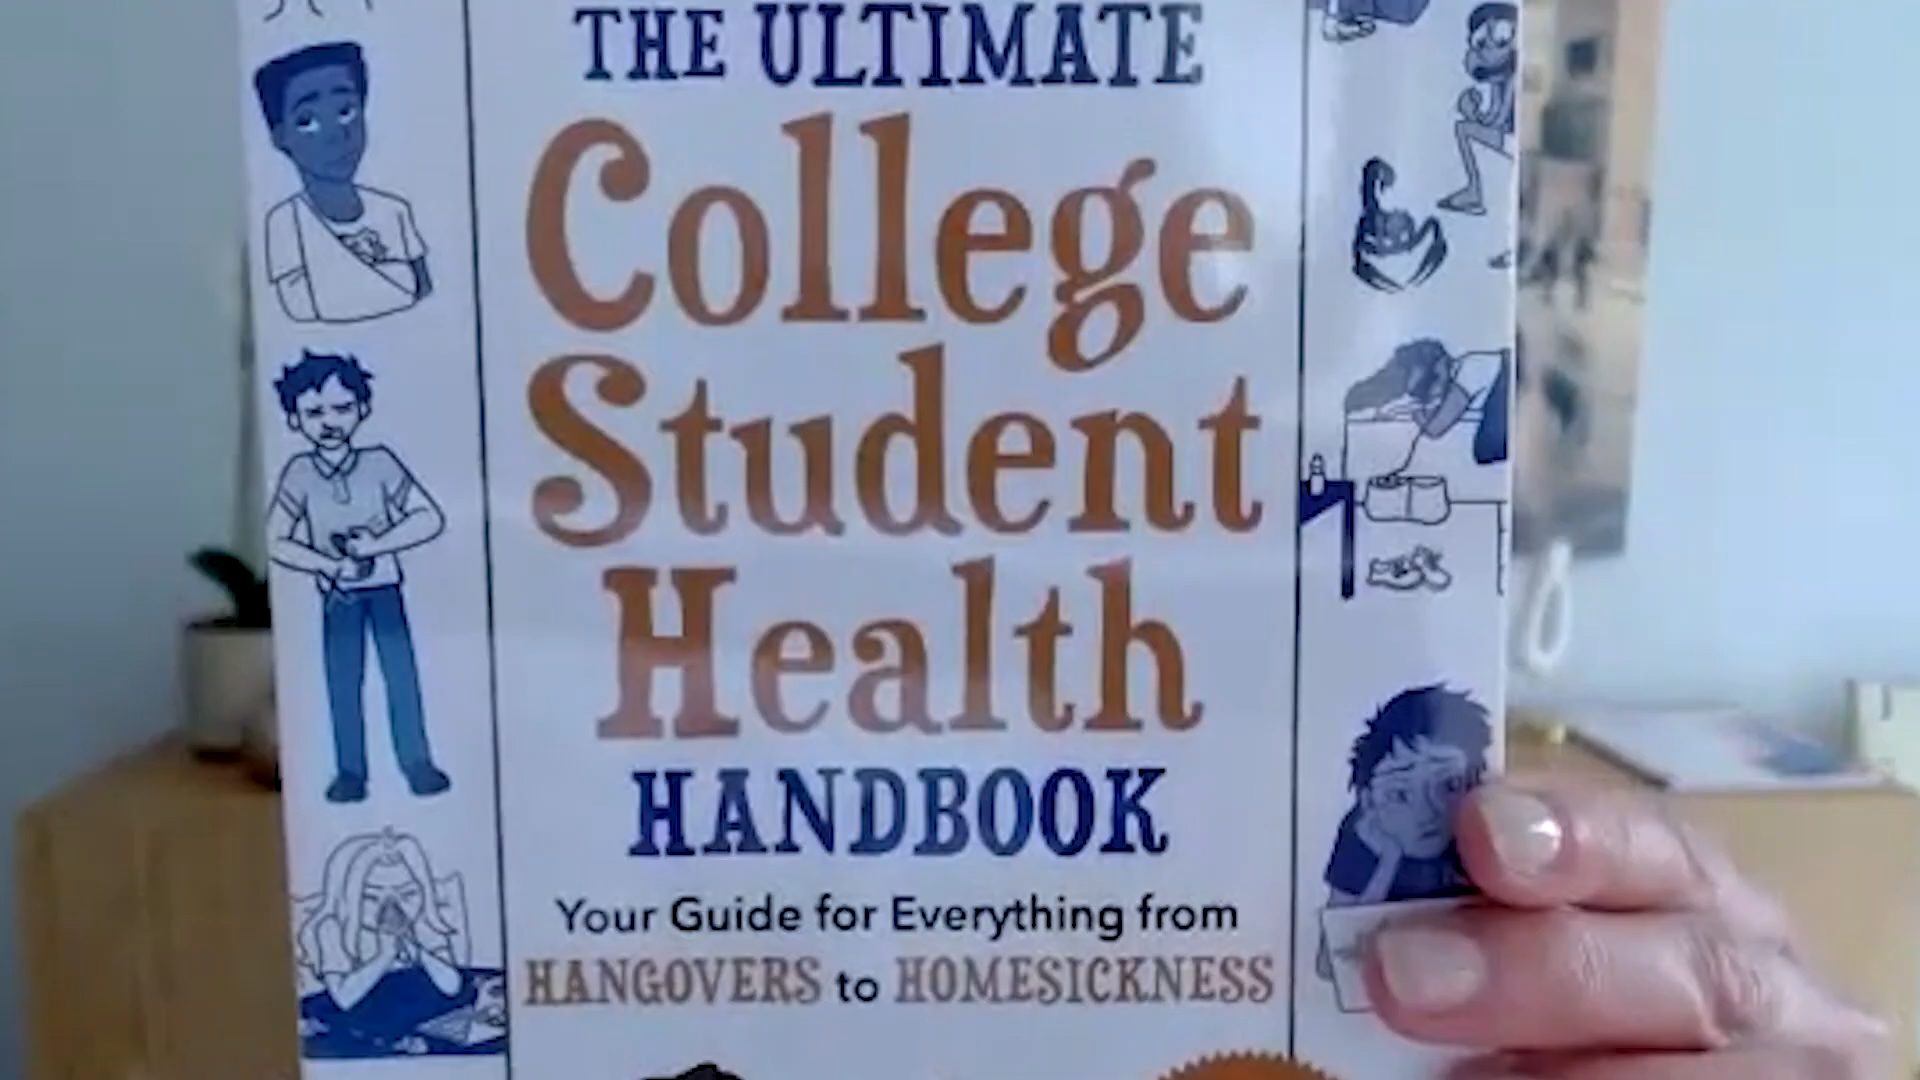 THE ULTIMATE
College
Student
Health
HANDBOOK
Your Guide for Everything from
HANGOVERS to HOMESICKNESS